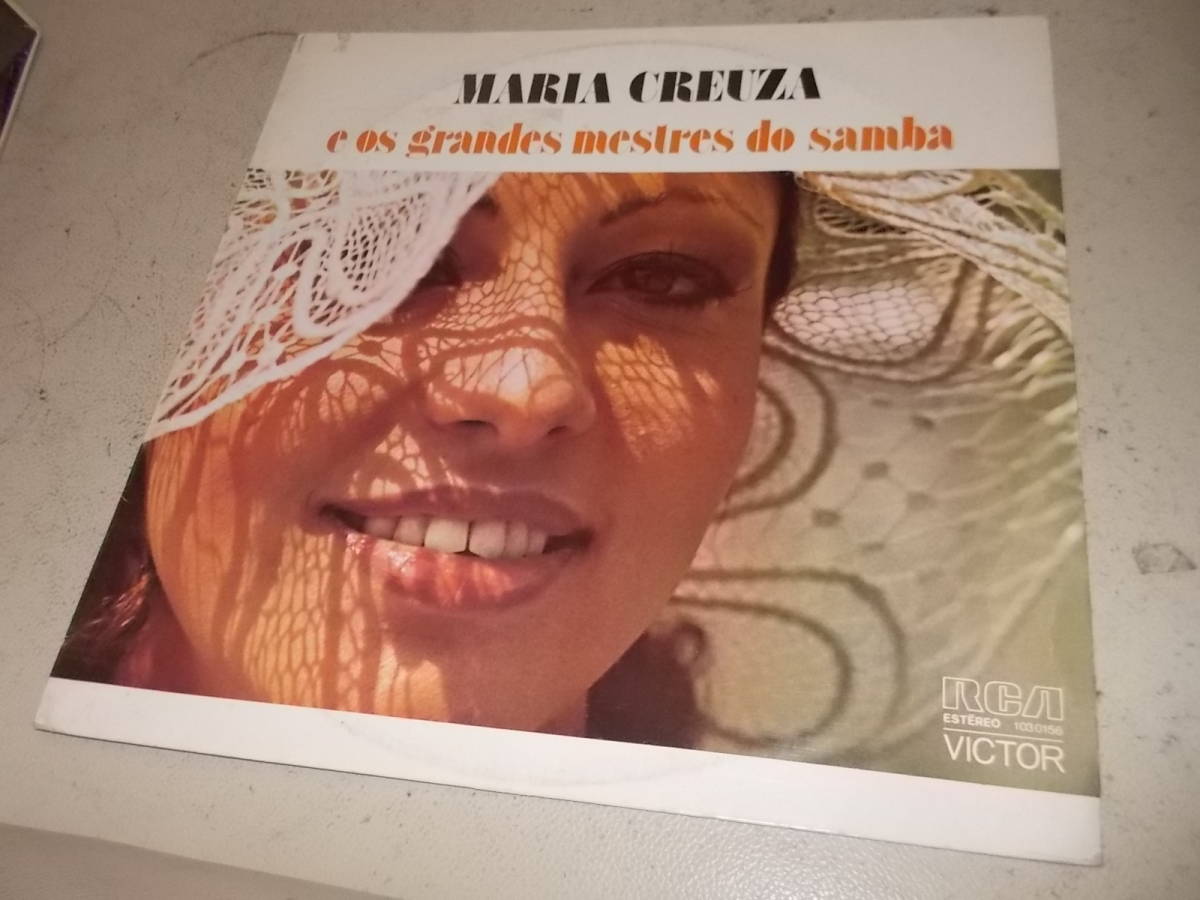 MARIA CREUZA
e os grandes mestres do samba
RCA
ESTÉREO 103.0156
VICTOR